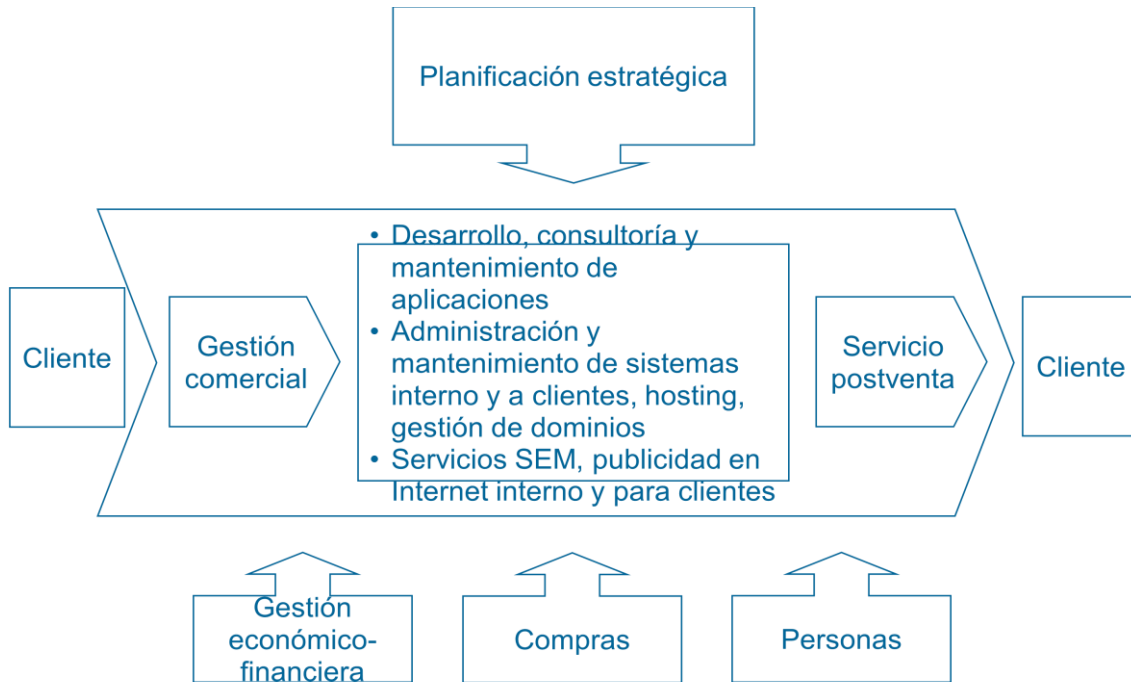 Planificación estratégica
Cliente
Gestión
comercial
• Desarrollo, consultoría y
mantenimiento de
aplicaciones
• Administración y
mantenimiento de sistemas
interno y a clientes, hosting,
gestión de dominios
• Servicios SEM, publicidad en
Internet interno y para clientes
Servicio
postventa
Cliente
Gestión
económico-
financiera
Compras
Personas